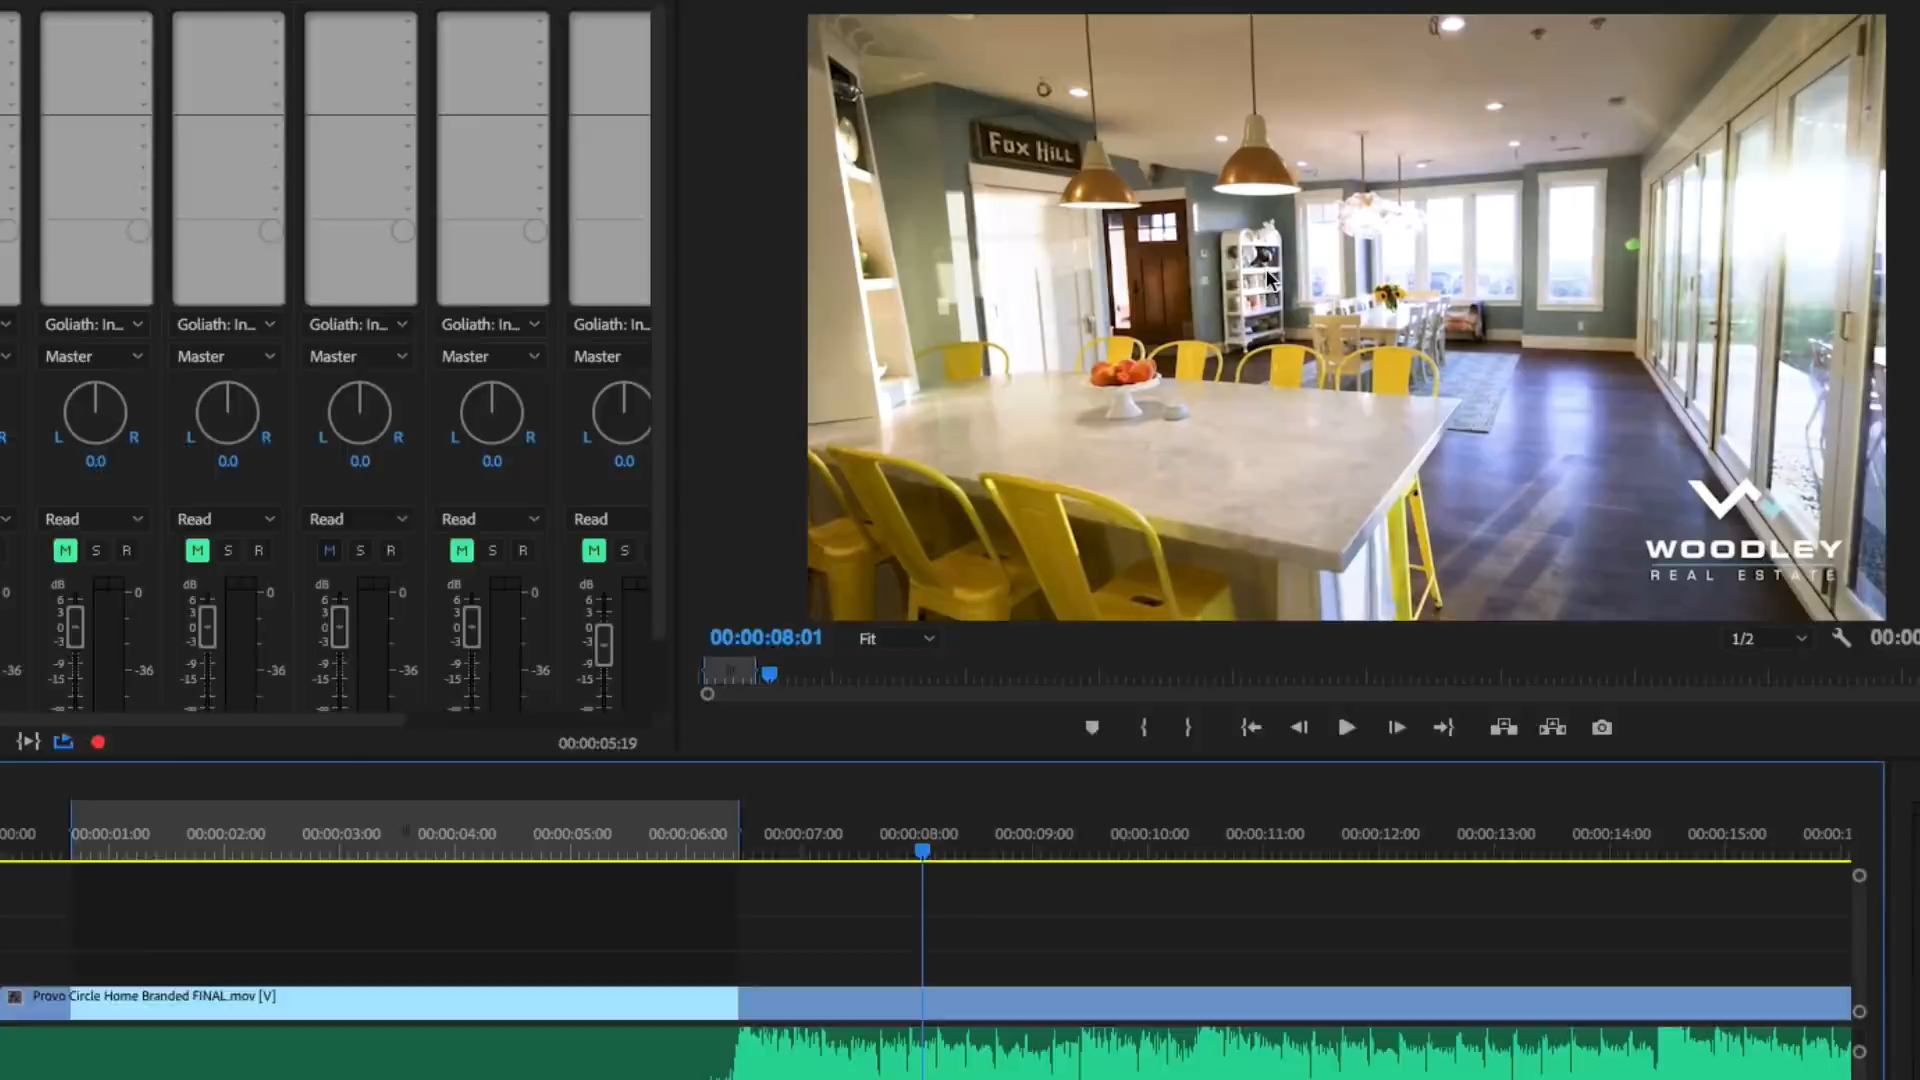 Goliath: In... Goliath: In... Goliath: In... Goliath: In... Goliath: In..
Master Master Master Master Master
L R L R L R L R L
R 0.0 0.0 0.0 0.0 0.0
Read Read Read Read Read
M S R M S R M S R M S R M S
dB dB dB dB dB
0 6 0 6 0 6 0 6 0 6
3 3 3 3 3
0 0 0 0 0
-3 -3 -3 -3 -3
-36 -9 -36 -9 -36 -9 -36 -9 -36 -9
-15 -15 -15 -15 -15
-∞ -∞ -∞ -∞ -∞
00:00:05:19
FOX HILL
WOODLEY
REAL ESTATE
00:00:08:01 Fit 1/2 00:00
00:00 00:00:01:00 00:00:02:00 00:00:03:00 00:00:04:00 00:00:05:00 00:00:06:00 00:00:07:00 00:00:08:00 00:00:09:00 00:00:10:00 00:00:11:00 00:00:12:00 00:00:13:00 00:00:14:00 00:00:15:00 00:00:1
Provo Circle Home Branded FINAL.mov [V]